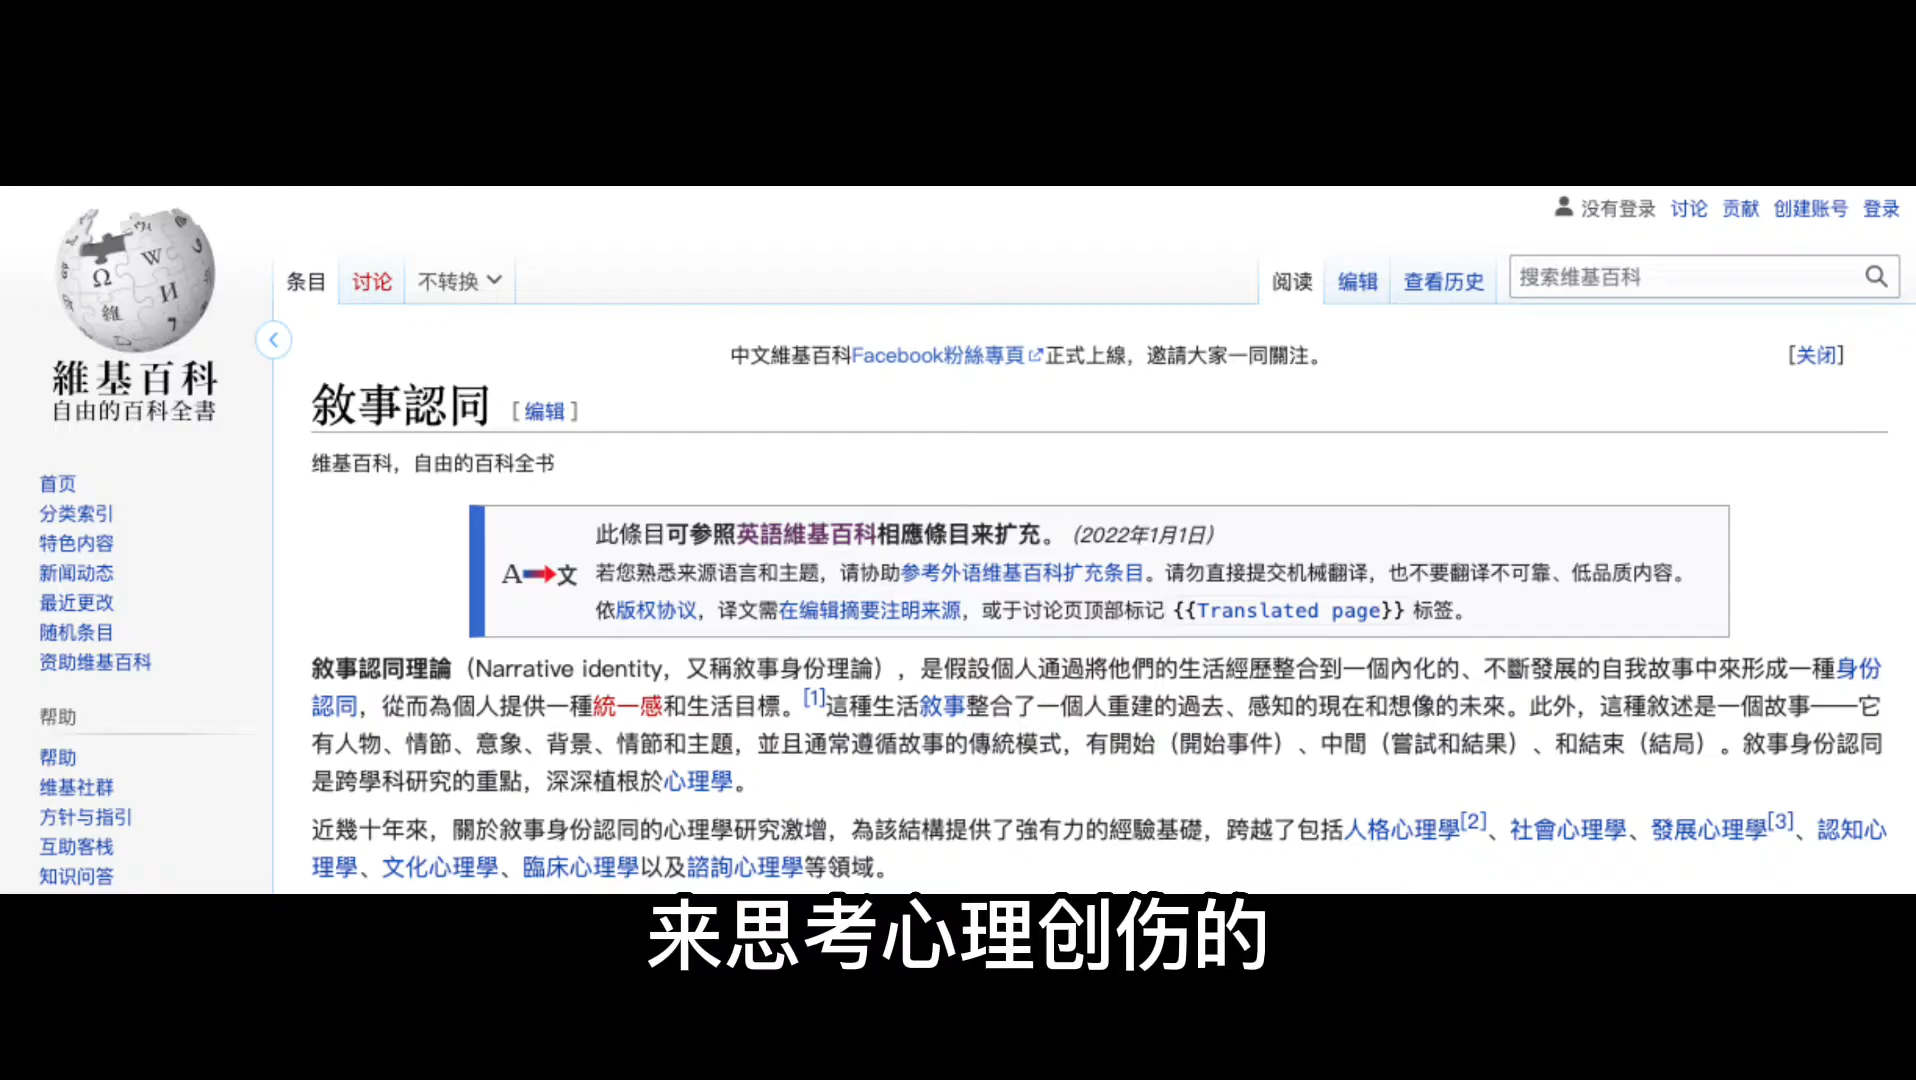 没有登录 讨论 贡献 创建账号 登录
条目 讨论 不转换 阅读 编辑 查看历史 搜索维基百科
維基百科
自由的百科全書
中文維基百科Facebook粉絲專頁正式上線，邀請大家一同關注。 [关闭]
敘事認同 [编辑]
维基百科，自由的百科全书
首页
分类索引
特色内容
新闻动态
最近更改
随机条目
资助维基百科
帮助
帮助
维基社群
方针与指引
互助客栈
知识问答
A 文
此條目可参照英語維基百科相應條目来扩充。 (2022年1月1日)
若您熟悉来源语言和主题，请协助参考外语维基百科扩充条目。请勿直接提交机械翻译，也不要翻译不可靠、低品质内容。
依版权协议，译文需在编辑摘要注明来源，或于讨论页顶部标记 {{Translated page}} 标签。
敘事認同理論（Narrative identity，又稱敘事身份理論），是假設個人通過將他們的生活經歷整合到一個內化的、不斷發展的自我故事中來形成一種身份
認同，從而為個人提供一種統一感和生活目標。[1]這種生活敘事整合了一個人重建的過去、感知的現在和想像的未來。此外，這種敘述是一個故事——它
有人物、情節、意象、背景、情節和主題，並且通常遵循故事的傳統模式，有開始（開始事件）、中間（嘗試和結果）、和結束（結局）。敘事身份認同
是跨學科研究的重點，深深植根於心理學。
近幾十年來，關於敘事身份認同的心理學研究激增，為該結構提供了強有力的經驗基礎，跨越了包括人格心理學[2]、社會心理學、發展心理學[3]、認知心
理學、文化心理學、臨床心理學以及諮詢心理學等領域。
来思考心理创伤的